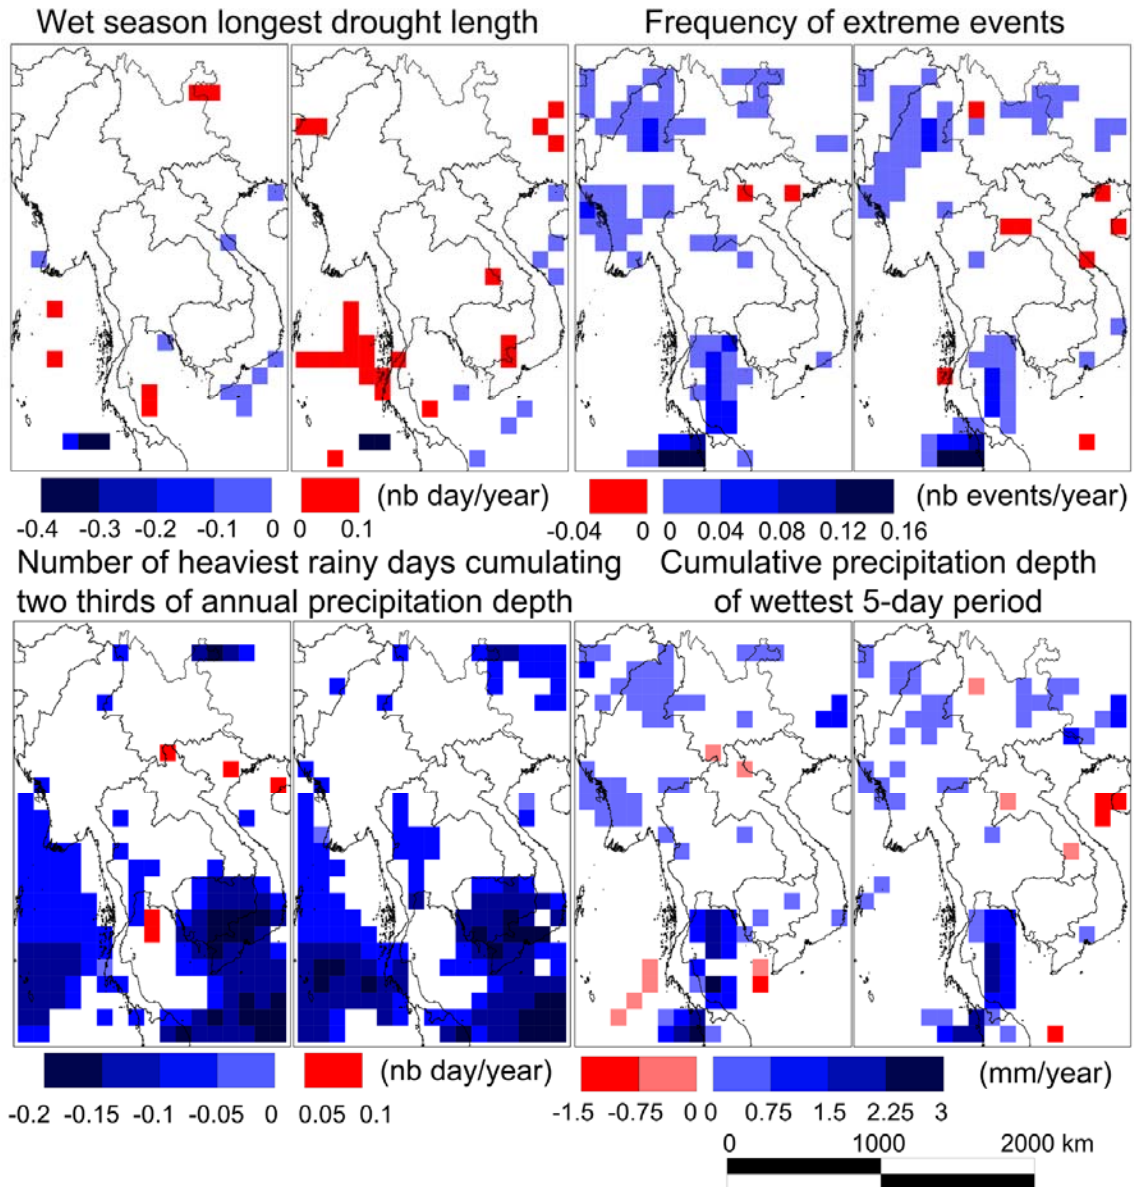 Wet season longest drought length
Frequency of extreme events
-0.4 -0.3 -0.2 -0.1 0
0 0.1
(nb day/year)
-0.04 0
0 0.04 0.08 0.12 0.16
(nb events/year)
Number of heaviest rainy days cumulating
two thirds of annual precipitation depth
Cumulative precipitation depth
of wettest 5-day period
-0.2 -0.15 -0.1 -0.05 0
0.05 0.1
(nb day/year)
-1.5 -0.75 0
0 0.75 1.5 2.25 3
(mm/year)
0 1000 2000 km